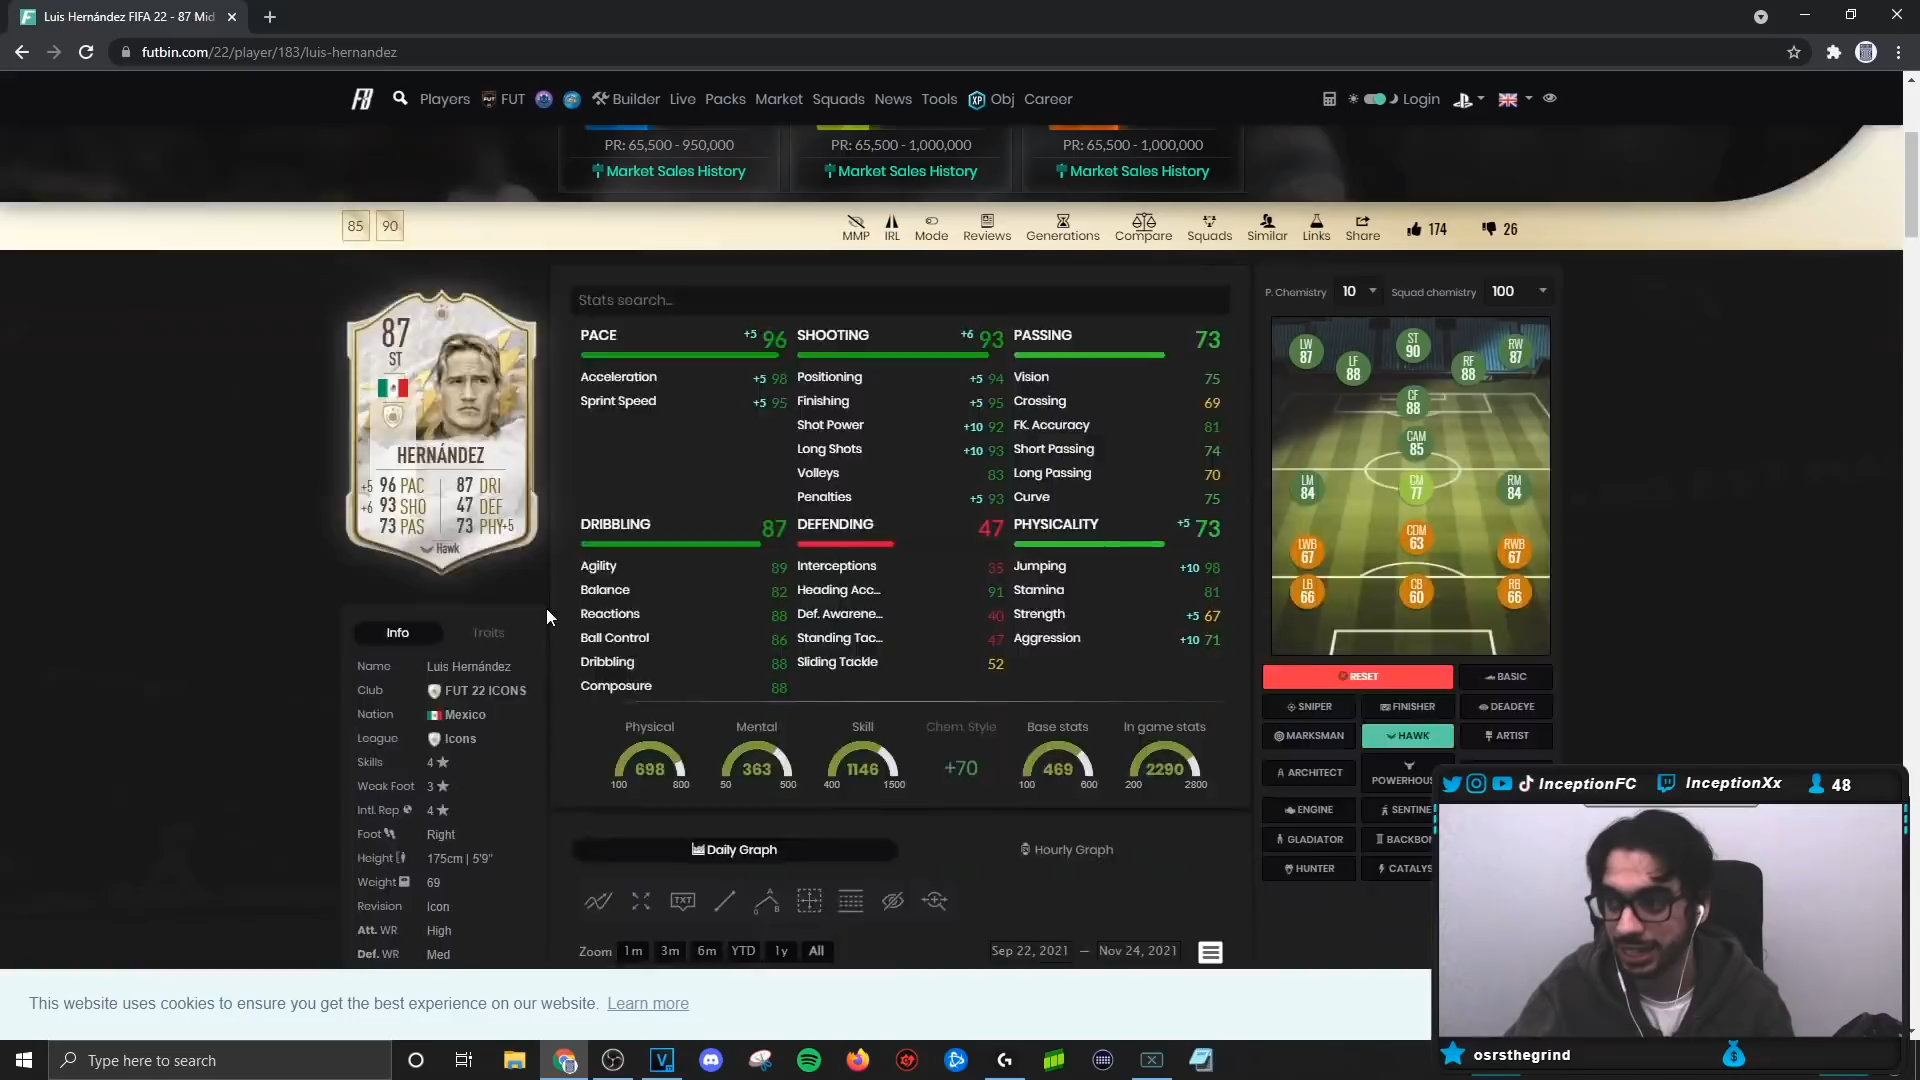 Luis Hernández FIFA 22 - 87 Mid
futbin.com/22/player/183/luis-hernandez
Players FUT Builder Live Packs Market Squads News Tools XP Obj Career Login
PR: 65,500 - 950,000
PR: 65,500 - 1,000,000
PR: 65,500 - 1,000,000
Market Sales History
Market Sales History
Market Sales History
85 90
MMP IRL Mode Reviews Generations Compare Squads Similar Links Share 174 26
87
ST
HERNÁNDEZ
+5 96 PAC 87 DRI
+6 93 SHO 47 DEF
73 PAS 73 PHY+5
Hawk
Info Traits
Name Luis Hernández
Club FUT 22 ICONS
Nation Mexico
League Icons
Skills 4
Weak Foot 3
Intl. Rep 4
Foot Right
Height 175cm | 5'9"
Weight 69
Revision Icon
Att. WR High
Def. WR Med
Stats search...
PACE +5 96
Acceleration +5 98
Sprint Speed +5 95
SHOOTING +6 93
Positioning +5 94
Finishing +5 95
Shot Power +10 92
Long Shots +10 93
Volleys 83
Penalties +5 93
PASSING 73
Vision 75
Crossing 69
FK. Accuracy 81
Short Passing 74
Long Passing 70
Curve 75
DRIBBLING 87
Agility 89
Balance 82
Reactions 88
Ball Control 86
Dribbling 88
Composure 88
DEFENDING 47
Interceptions 35
Heading Acc... 91
Def. Awarene... 40
Standing Tac... 47
Sliding Tackle 52
PHYSICALITY +5 73
Jumping +10 98
Stamina 81
Strength +5 67
Aggression +10 71
Physical Mental Skill Chem. Style Base stats In game stats
698 363 1146 +70 469 2290
100 800 50 500 400 1500 100 600 200 2800
Daily Graph Hourly Graph
TXT
Zoom 1m 3m 6m YTD 1y All Sep 22, 2021 — Nov 24, 2021
P. Chemistry 10 Squad chemistry 100
LW 87
ST 90
RW 87
LF 88
RF 88
CF 88
CAM 85
LM 84
CM 77
RM 84
CDM 63
LWB 67
RWB 67
LB 66
CB 60
RB 66
RESET BASIC
SNIPER FINISHER DEADEYE
MARKSMAN HAWK ARTIST
ARCHITECT POWERHOUS
ENGINE SENTINE
GLADIATOR BACKBO
HUNTER CATALYS
InceptionFC InceptionXx 48
osrsthegrind
This website uses cookies to ensure you get the best experience on our website. Learn more
Type here to search